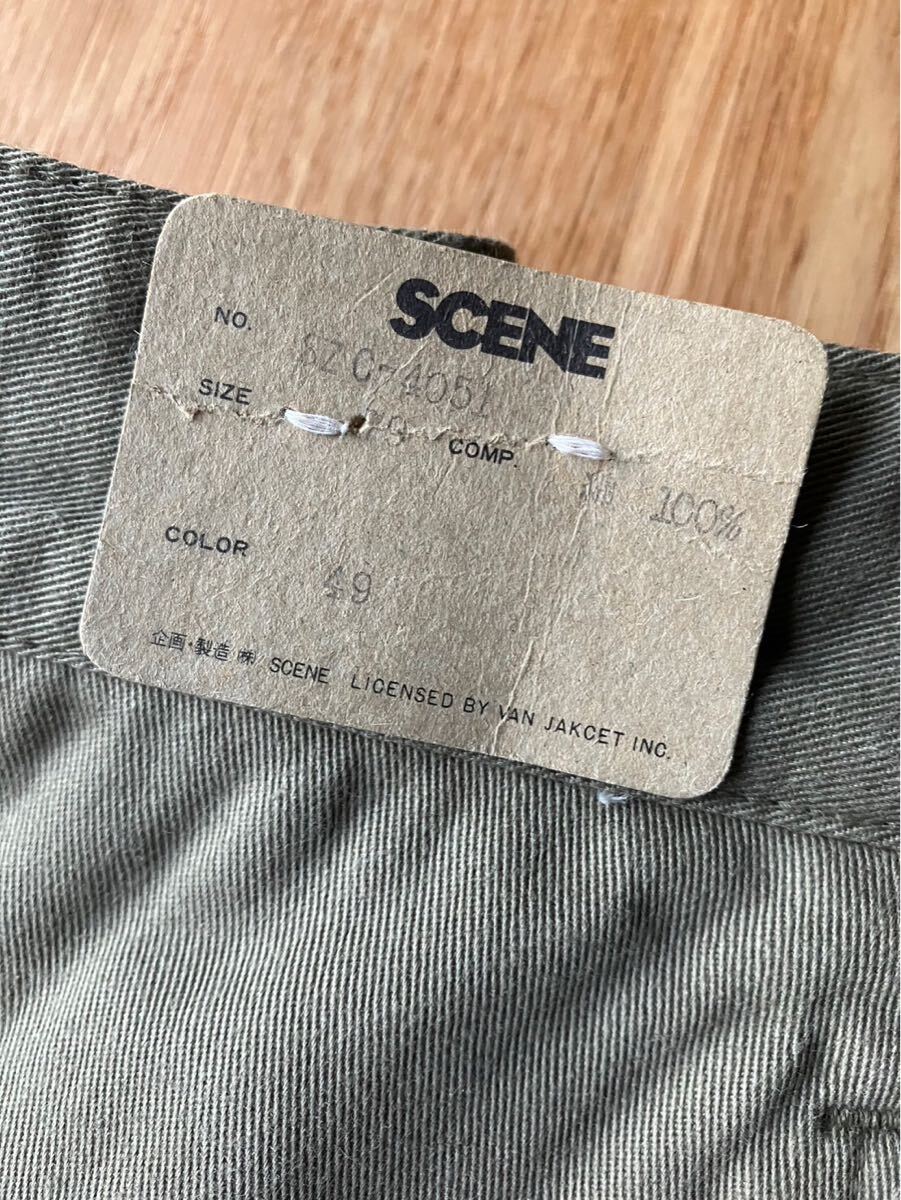 SCENE
NO. 6ZC-4051
SIZE
COMP. 綿 100%
COLOR 49
企画・製造 ㈱ SCENE LICENSED BY VAN JAKCET INC.